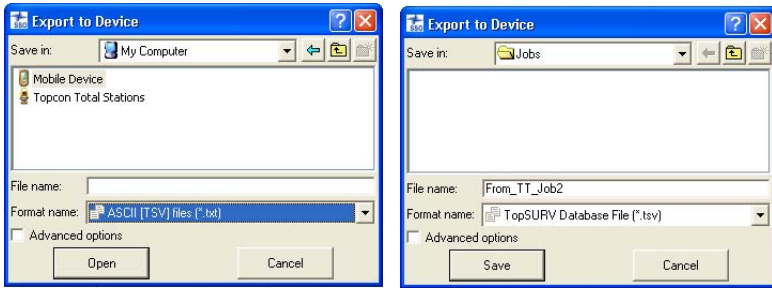 SSO Export to Device
Save in: My Computer
Mobile Device
Topcon Total Stations
File name:
Format name: ASCII [TSV] files (*.txt)
Advanced options
Open Cancel
SSO Export to Device
Save in: Jobs
File name: From_TT_Job2
Format name: TopSURV Database File (*.tsv)
Advanced options
Save Cancel